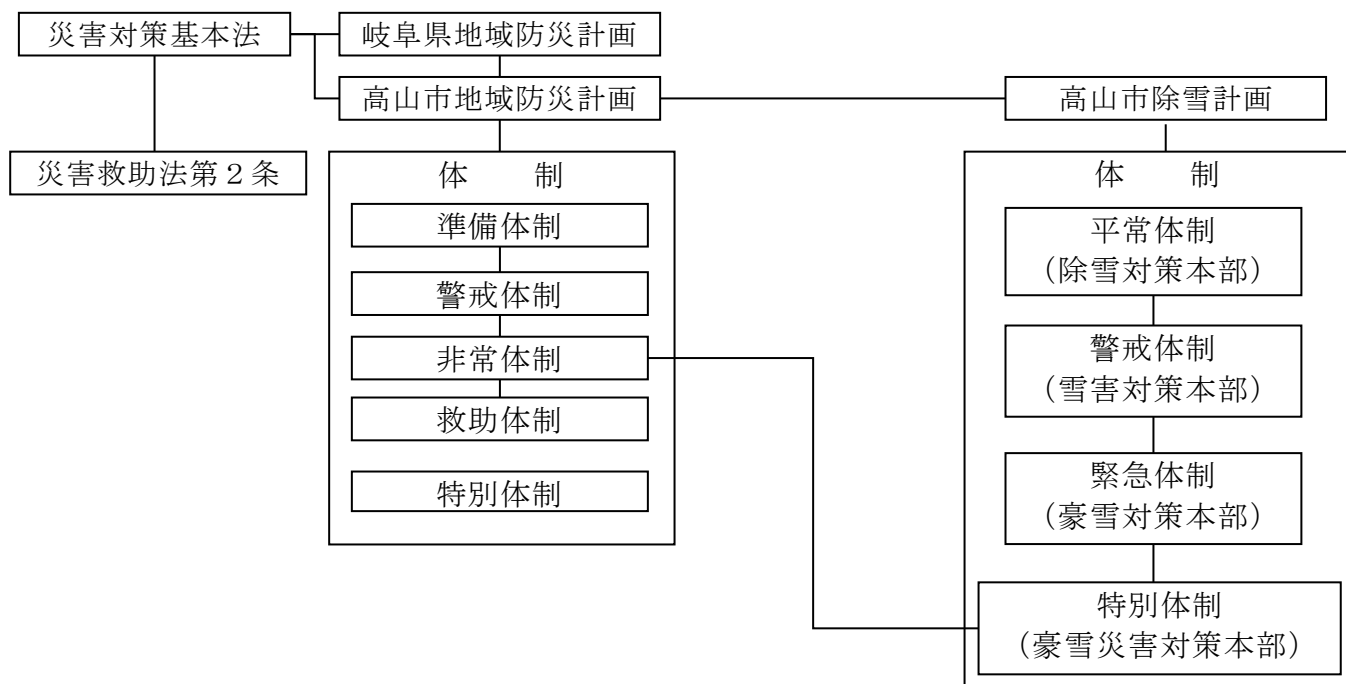 災害対策基本法
岐阜県地域防災計画
高山市地域防災計画
高山市除雪計画
災害救助法第２条
体　　制
準備体制
警戒体制
非常体制
救助体制
特別体制
体　　制
平常体制
（除雪対策本部）
警戒体制
（雪害対策本部）
緊急体制
（豪雪対策本部）
特別体制
（豪雪災害対策本部）